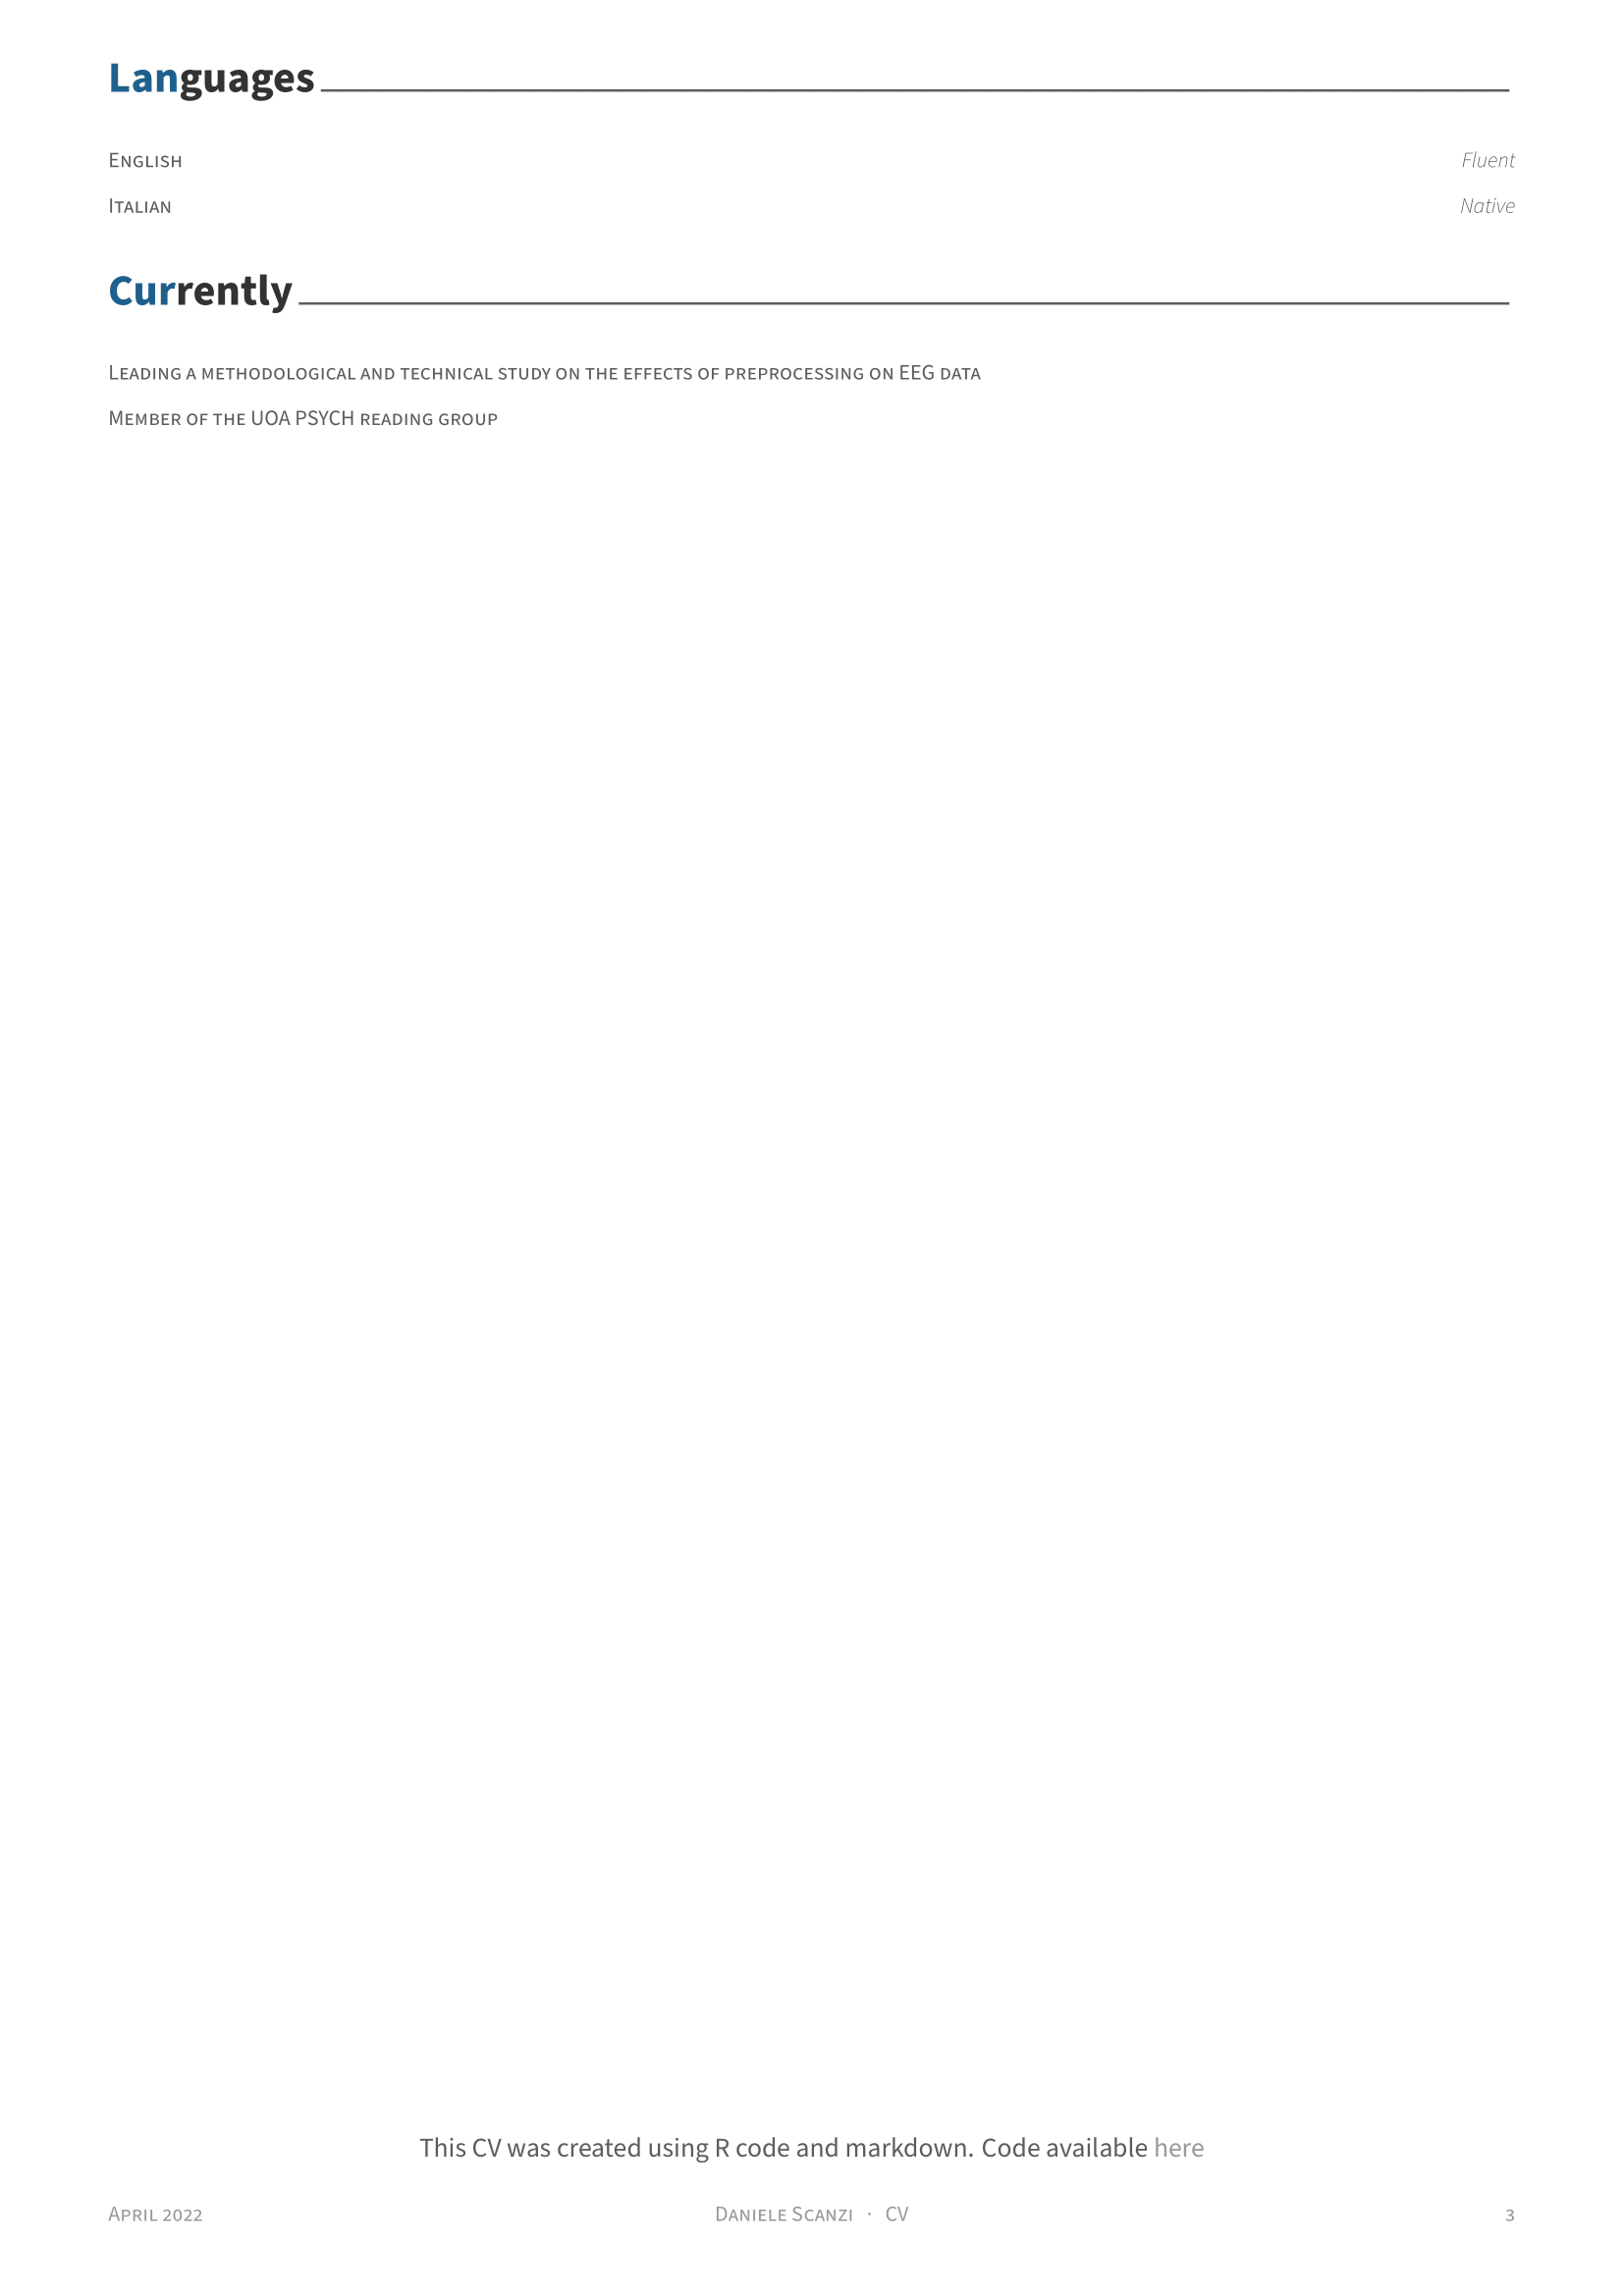 Languages
English Fluent
Italian Native
Currently
Leading a methodological and technical study on the effects of preprocessing on EEG data
Member of the UOA PSYCH reading group
This CV was created using R code and markdown. Code available here
April 2022 Daniele Scanzi · CV 3